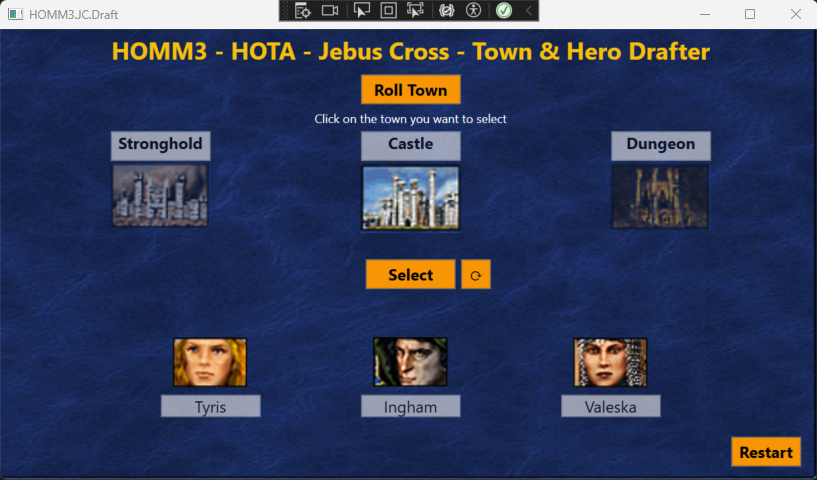 HOMM3JC.Draft
HOMM3 - HOTA - Jebus Cross - Town & Hero Drafter
Roll Town
Click on the town you want to select
Stronghold
Castle
Dungeon
Select
Tyris
Ingham
Valeska
Restart